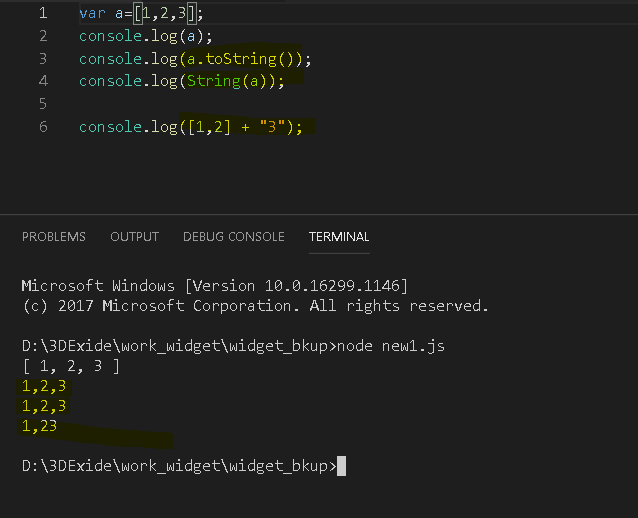 1 var a=[1,2,3];
2 console.log(a);
3 console.log(a.toString());
4 console.log(String(a));
5
6 console.log([1,2] + "3");
PROBLEMS OUTPUT DEBUG CONSOLE TERMINAL
Microsoft Windows [Version 10.0.16299.1146]
(c) 2017 Microsoft Corporation. All rights reserved.
D:\3DExide\work_widget\widget_bkup>node new1.js
[ 1, 2, 3 ]
1,2,3
1,2,3
1,23
D:\3DExide\work_widget\widget_bkup>